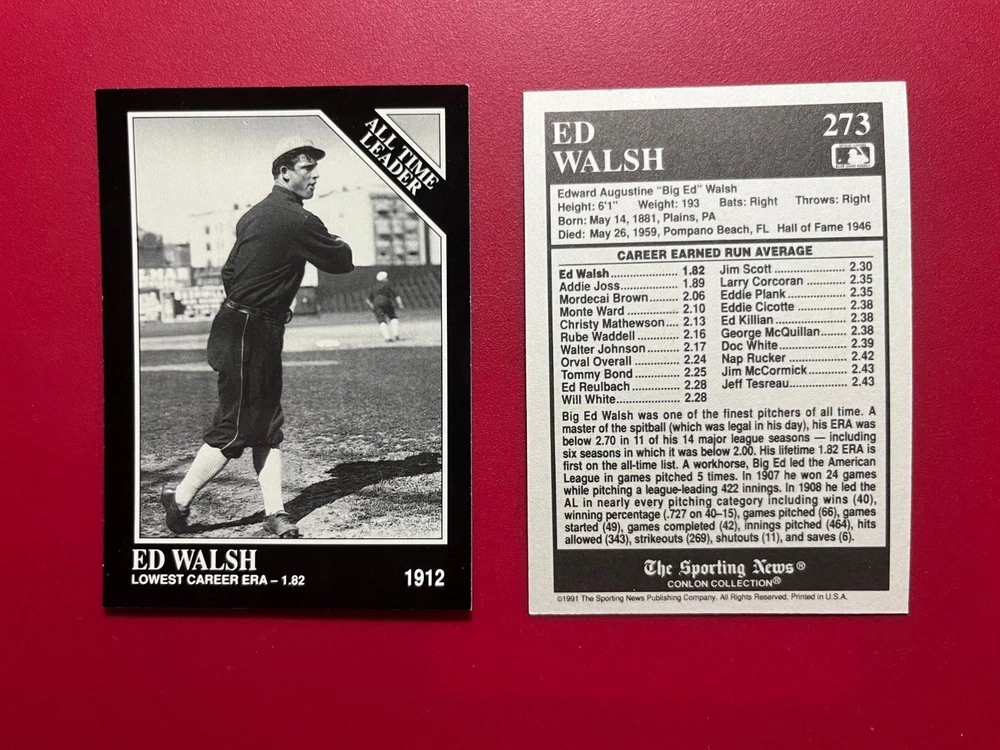 ALL TIME
LEADER
ED WALSH
LOWEST CAREER ERA – 1.82
1912
ED
WALSH
273
Edward Augustine "Big Ed" Walsh
Height: 6'1" Weight: 193 Bats: Right Throws: Right
Born: May 14, 1881, Plains, PA
Died: May 26, 1959, Pompano Beach, FL Hall of Fame 1946
CAREER EARNED RUN AVERAGE
Ed Walsh 1.82
Addie Joss 1.89
Mordecai Brown 2.06
Monte Ward 2.10
Christy Mathewson 2.13
Rube Waddell 2.16
Walter Johnson 2.17
Orval Overall 2.24
Tommy Bond 2.25
Ed Reulbach 2.28
Will White 2.28
Jim Scott 2.30
Larry Corcoran 2.35
Eddie Plank 2.35
Eddie Cicotte 2.38
Ed Killian 2.38
George McQuillan 2.38
Doc White 2.39
Nap Rucker 2.42
Jim McCormick 2.43
Jeff Tesreau 2.43
Big Ed Walsh was one of the finest pitchers of all time. A
master of the spitball (which was legal in his day), his ERA was
below 2.70 in 11 of his 14 major league seasons — including
six seasons in which it was below 2.00. His lifetime 1.82 ERA is
first on the all-time list. A workhorse, Big Ed led the American
League in games pitched 5 times. In 1907 he won 24 games
while pitching a league-leading 422 innings. In 1908 he led the
AL in nearly every pitching category including wins (40),
winning percentage (.727 on 40–15), games pitched (66), games
started (49), games completed (42), innings pitched (464), hits
allowed (343), strikeouts (269), shutouts (11), and saves (6).
The Sporting News®
CONLON COLLECTION®
©1991 The Sporting News Publishing Company. All Rights Reserved. Printed in U.S.A.